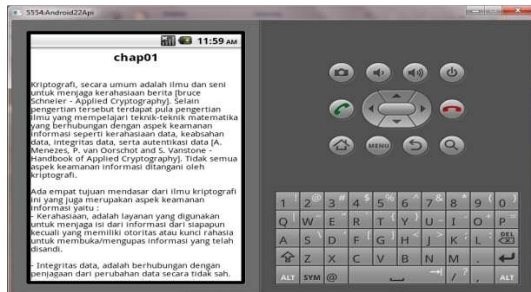 5554:Android22Api
11:59 AM
chap01
Kriptografi, secara umum adalah ilmu dan seni
untuk menjaga kerahasiaan berita [bruce
Schneier - Applied Cryptography]. Selain
pengertian tersebut terdapat pula pengertian
ilmu yang mempelajari teknik-teknik matematika
yang berhubungan dengan aspek keamanan
informasi seperti kerahasiaan data, keabsahan
data, integritas data, serta autentikasi data [A.
Menezes, P. van Oorschot and S. Vanstone -
Handbook of Applied Cryptography]. Tidak semua
aspek keamanan informasi ditangani oleh
kriptografi.
Ada empat tujuan mendasar dari ilmu kriptografi
ini yang juga merupakan aspek keamanan
informasi yaitu :
- Kerahasiaan, adalah layanan yang digunakan
untuk menjaga isi dari informasi dari siapapun
kecuali yang memiliki otoritas atau kunci rahasia
untuk membuka/mengupas informasi yang telah
disandi.
- Integritas data, adalah berhubungan dengan
penjagaan dari perubahan data secara tidak sah.
MENU
1 ! 2 @ 3 # 4 $ 5 % 6 ^ 7 & 8 * 9 ( 0 )
Q W E R T Y U I O P
A S D F G H J K L DEL
Z X C V B N M .
ALT SYM @ / ? , ALT